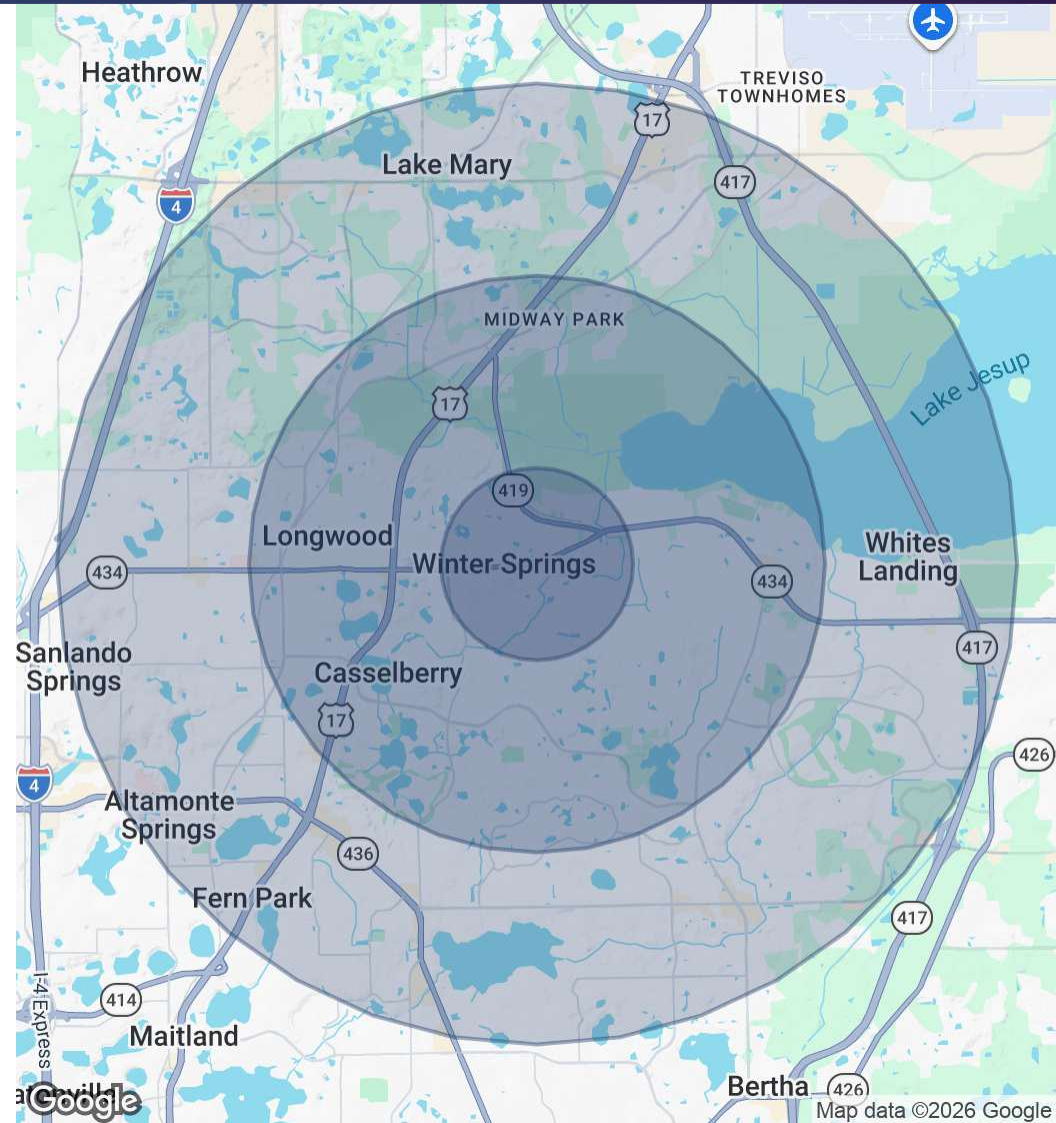 Heathrow
TREVISO
TOWNHOMES
17
Lake Mary
417
4
MIDWAY PARK
Lake Jesup
17
419
Longwood
Winter Springs
Whites
Landing
434
434
Sanlando
Springs
417
Casselberry
17
426
4
Altamonte
Springs
436
Fern Park
417
I-4 Express
414
Maitland
Bertha
426
Google
Map data ©2026 Google